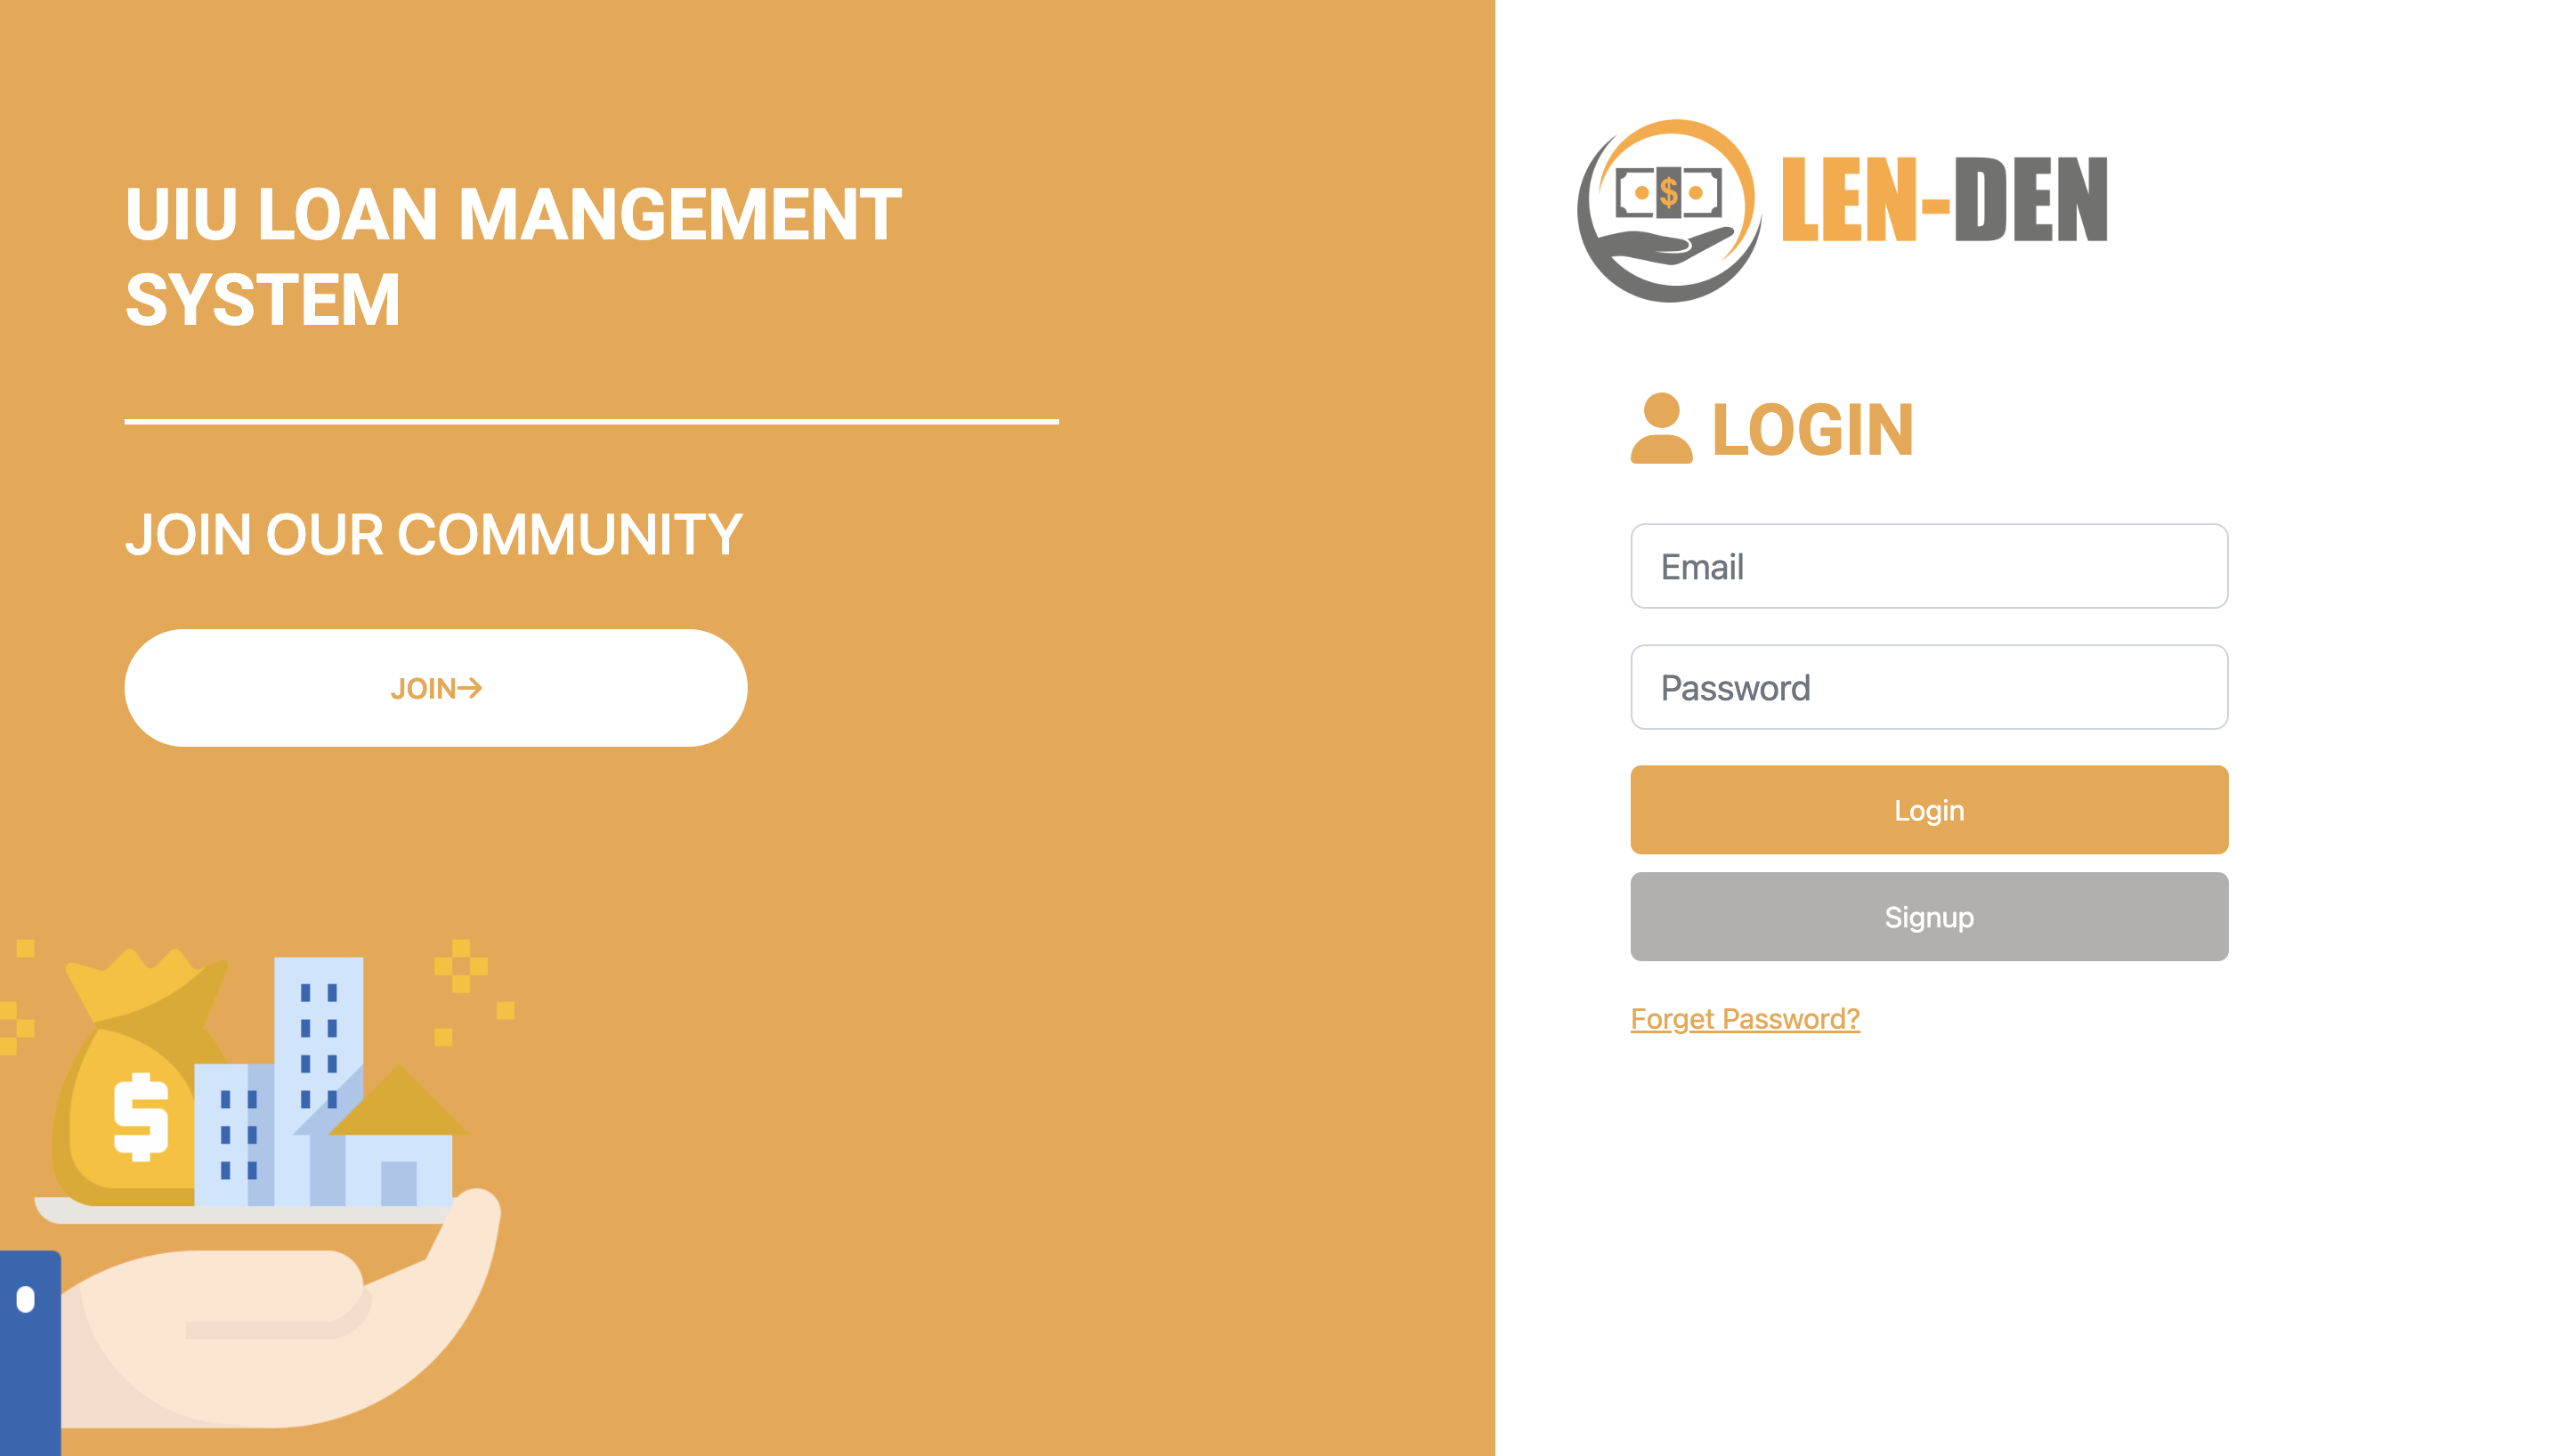 UIU LOAN MANGEMENT
SYSTEM
JOIN OUR COMMUNITY
JOIN→
$
$
LEN-DEN
LOGIN
Email
Password
Login
Signup
Forget Password?